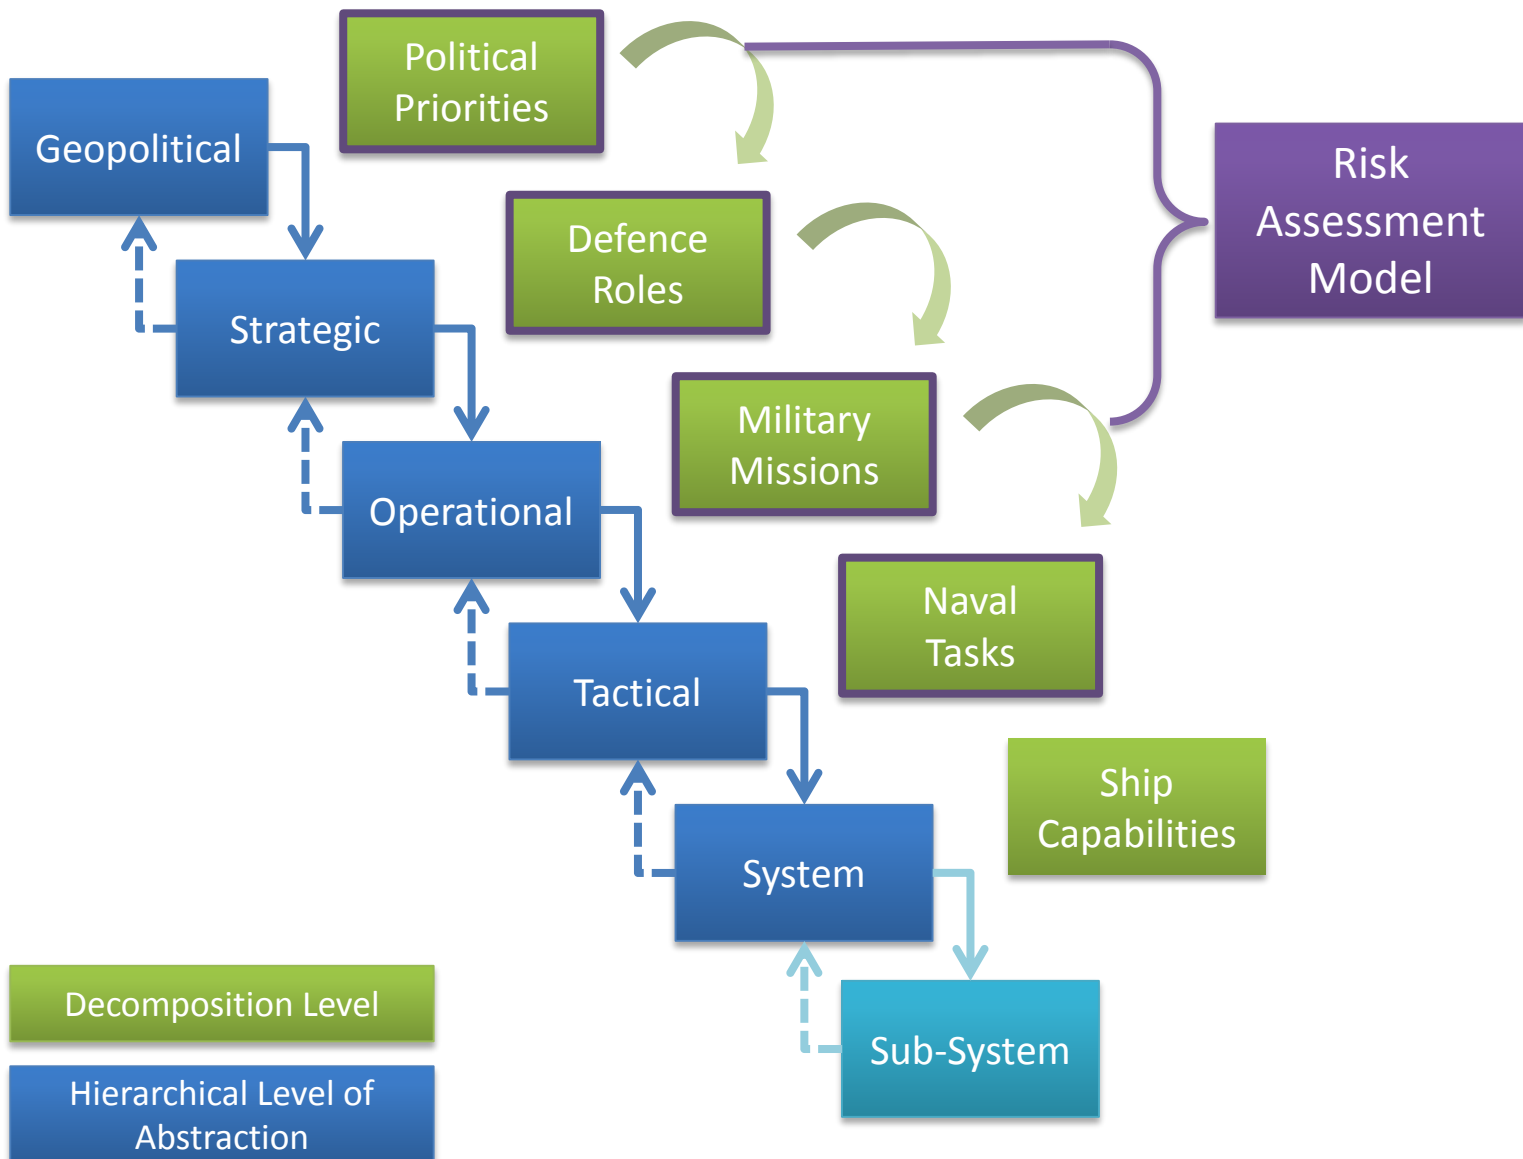 Political
Priorities
Geopolitical
Risk
Assessment
Model
Defence
Roles
Strategic
Military
Missions
Operational
Naval
Tasks
Tactical
Ship
Capabilities
System
Decomposition Level
Sub-System
Hierarchical Level of
Abstraction